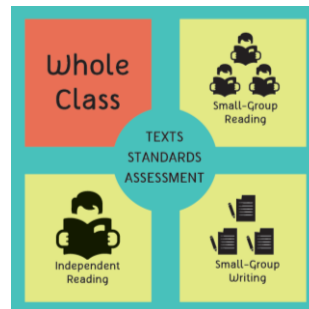 Whole
Class
Small-Group
Reading
TEXTS
STANDARDS
ASSESSMENT
Independent
Reading
Small-Group
Writing